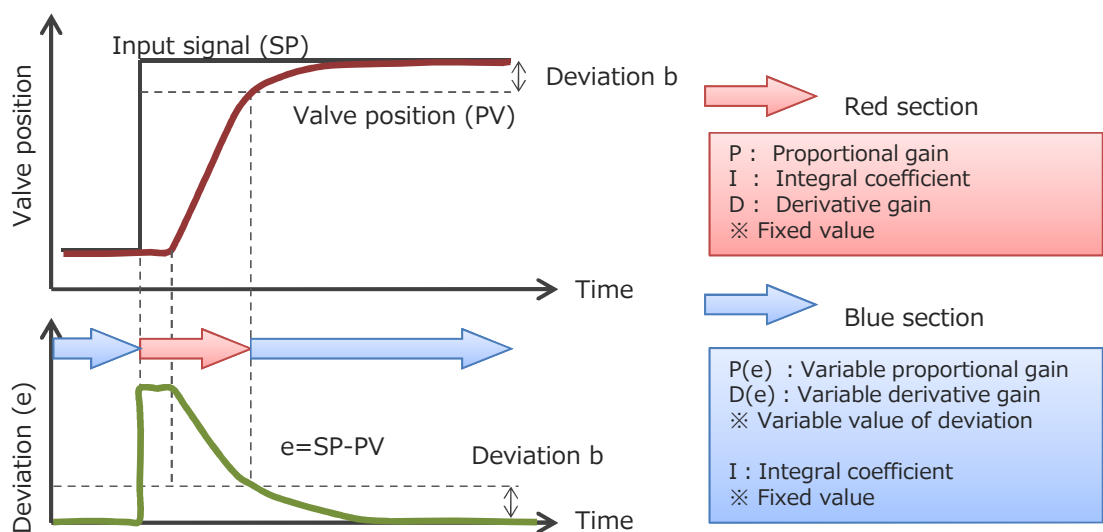 Input signal (SP)
Deviation b
Valve position (PV)
Valve position
Time
Red section
P : Proportional gain
I : Integral coefficient
D : Derivative gain
※ Fixed value
Blue section
P(e) : Variable proportional gain
D(e) : Variable derivative gain
※ Variable value of deviation
I : Integral coefficient
※ Fixed value
e=SP-PV
Deviation b
Deviation (e)
Time